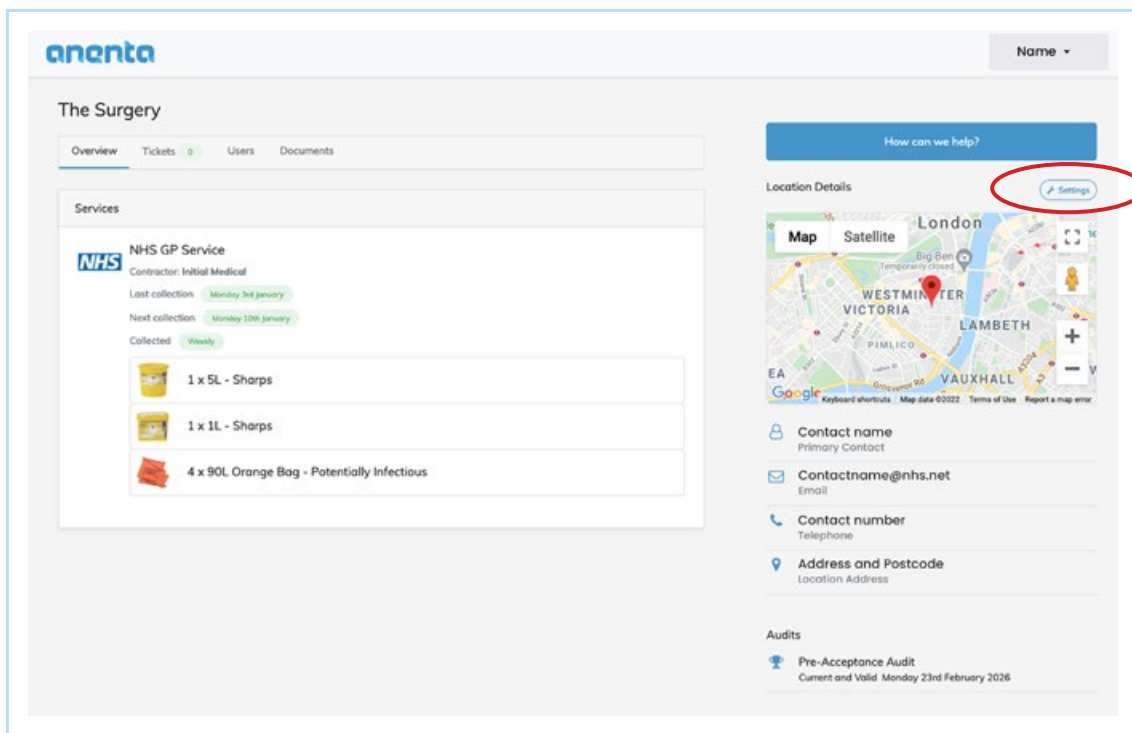 anenta
Name
The Surgery
Overview Tickets 0 Users Documents
Services
NHS
NHS GP Service
Contractor: Initial Medical
Last collection Monday 3rd January
Next collection Monday 10th January
Collected Weekly
1 x 5L - Sharps
1 x 1L - Sharps
4 x 90L Orange Bag - Potentially Infectious
How can we help?
Location Details
Settings
Map Satellite
London
Big Ben
Temporarily closed
WESTMINSTER
VICTORIA
LAMBETH
PIMLICO
Grosvenor Rd
VAUXHALL
A3204
Google
Keyboard shortcuts Map data ©2022 Terms of Use Report a map error
Contact name
Primary Contact
Contactname@nhs.net
Email
Contact number
Telephone
Address and Postcode
Location Address
Audits
Pre-Acceptance Audit
Current and Valid Monday 23rd February 2026